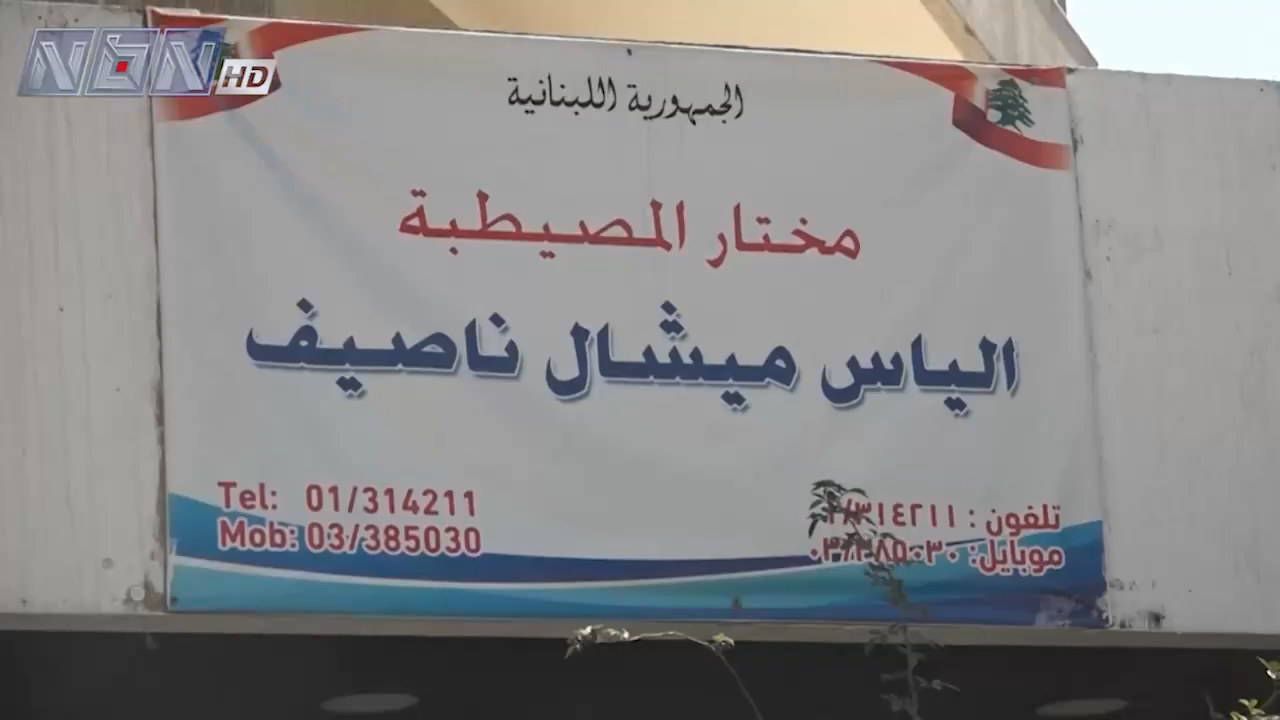 NBN HD
الجمهورية اللبنانية
مختار المصيطبة
الياس ميشال ناصيف
Tel: 01/314211
Mob: 03/385030
تلفون : ٠١/٣١٤٢١١
موبايل: ٠٣/٣٨٥٠٣٠